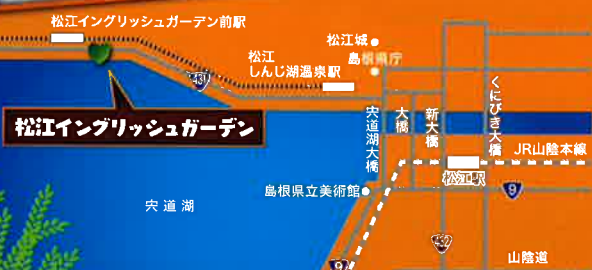 松江イングリッシュガーデン前駅
松江城
島根県庁
松江
しんじ湖温泉駅
431
松江イングリッシュガーデン
宍道湖大橋
大橋
新大橋
くにびき大橋
JR山陰本線
松江駅
島根県立美術館
9
宍道湖
432
山陰道
9